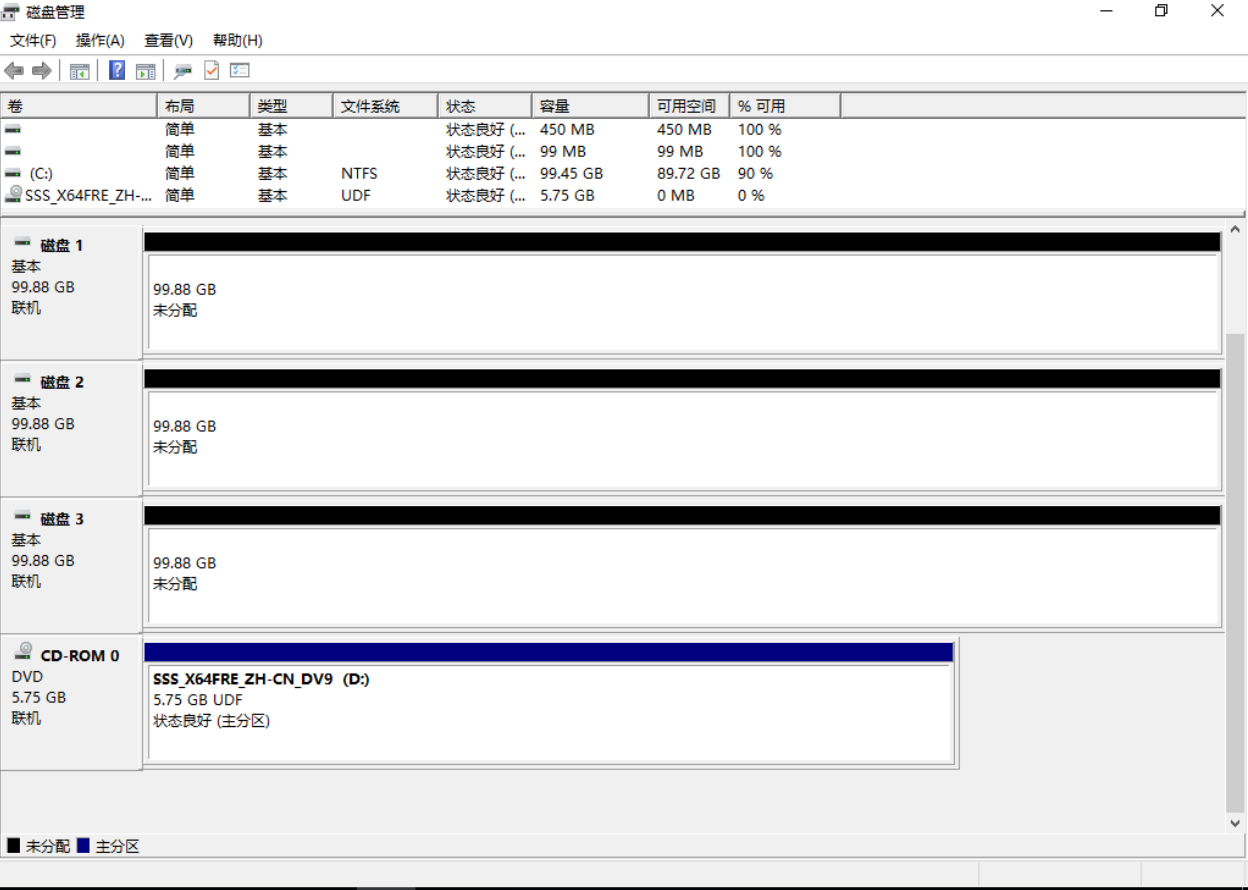 磁盘管理
文件(F) 操作(A) 查看(V) 帮助(H)
卷 布局 类型 文件系统 状态 容量 可用空间 % 可用
简单 基本 状态良好 (... 450 MB 450 MB 100 %
简单 基本 状态良好 (... 99 MB 99 MB 100 %
(C:) 简单 基本 NTFS 状态良好 (... 99.45 GB 89.72 GB 90 %
SSS_X64FRE_ZH-... 简单 基本 UDF 状态良好 (... 5.75 GB 0 MB 0 %
磁盘 1
基本
99.88 GB
联机
99.88 GB
未分配
磁盘 2
基本
99.88 GB
联机
99.88 GB
未分配
磁盘 3
基本
99.88 GB
联机
99.88 GB
未分配
CD-ROM 0
DVD
5.75 GB
联机
SSS_X64FRE_ZH-CN_DV9 (D:)
5.75 GB UDF
状态良好 (主分区)
未分配 主分区